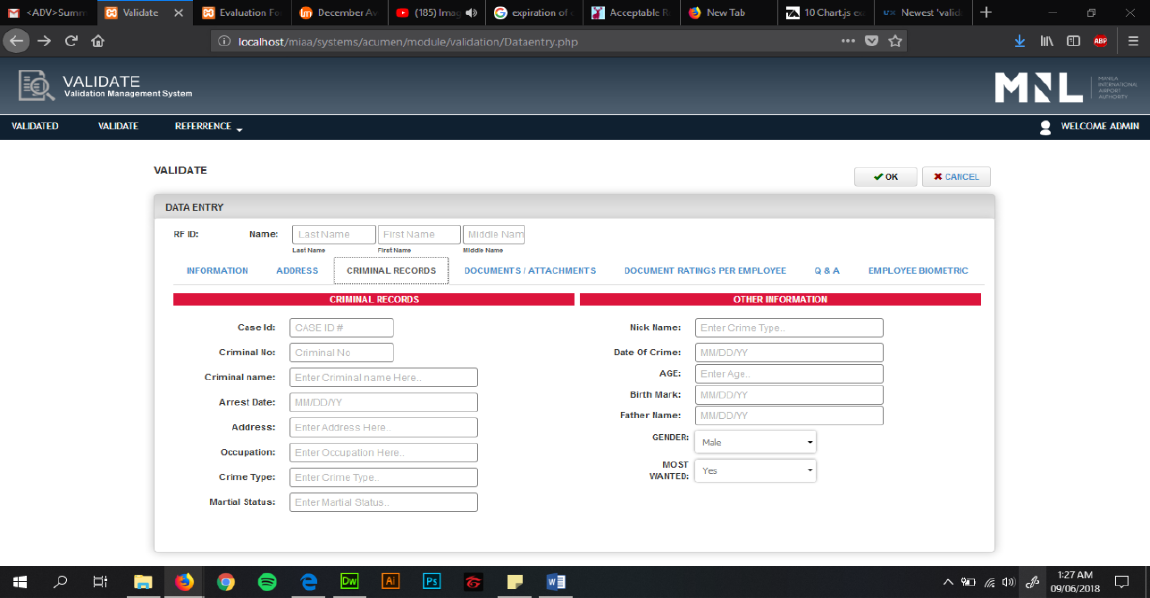 <ADV>Summ
Validate
Evaluation Fo
December Aw
(185) Imag
expiration of
Acceptable R
New Tab
10 Chart.js ex
Newest 'valid
localhost/miaa/systems/acumen/module/validation/Dataentry.php
ABP
VALIDATE
Validation Management System
MNL
MANILA
INTERNATIONAL
AIRPORT
AUTHORITY
VALIDATED VALIDATE REFERRENCE WELCOME ADMIN
VALIDATE
OK CANCEL
DATA ENTRY
RF ID: Name: Last Name First Name Middle Nam
Last Name First Name Middle Name
INFORMATION ADDRESS CRIMINAL RECORDS DOCUMENTS / ATTACHMENTS DOCUMENT RATINGS PER EMPLOYEE Q & A EMPLOYEE BIOMETRIC
CRIMINAL RECORDS
Case Id: CASE ID #
Criminal No: Criminal No
Criminal name: Enter Criminal name Here..
Arrest Date: MM/DD/YY
Address: Enter Address Here..
Occupation: Enter Occupation Here..
Crime Type: Enter Crime Type..
Martial Status: Enter Martial Status..
OTHER INFORMATION
Nick Name: Enter Crime Type..
Date Of Crime: MM/DD/YY
AGE: Enter Age..
Birth Mark: MM/DD/YY
Father Name: MM/DD/YY
GENDER: Male
MOST
WANTED: Yes
Dw
Ai
Ps
1:27 AM
09/06/2018